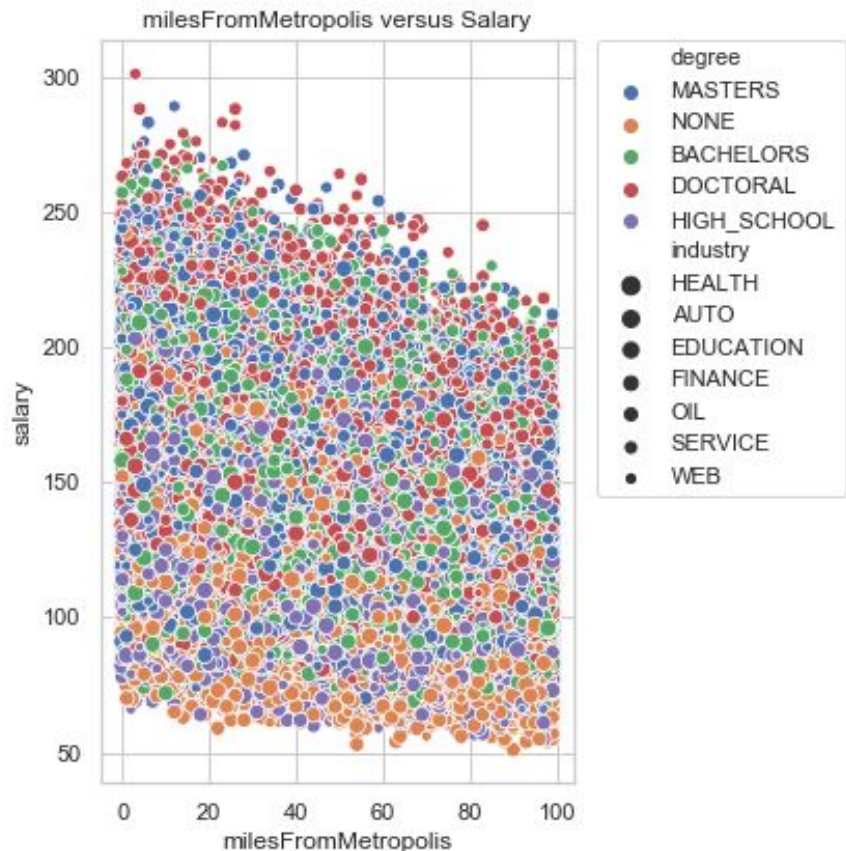 milesFromMetropolis versus Salary
300
250
200
150
100
50
salary
0 20 40 60 80 100
milesFromMetropolis
degree
MASTERS
NONE
BACHELORS
DOCTORAL
HIGH_SCHOOL
industry
HEALTH
AUTO
EDUCATION
FINANCE
OIL
SERVICE
WEB